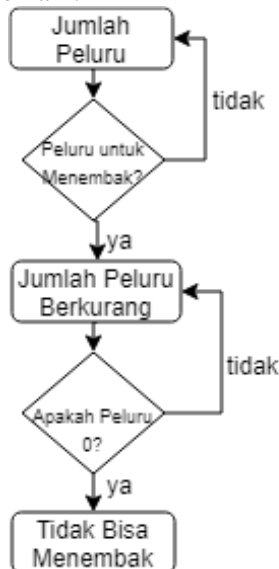 Jumlah
Peluru
tidak
Peluru untuk
Menembak?
ya
Jumlah Peluru
Berkurang
tidak
Apakah Peluru
0?
ya
Tidak Bisa
Menembak